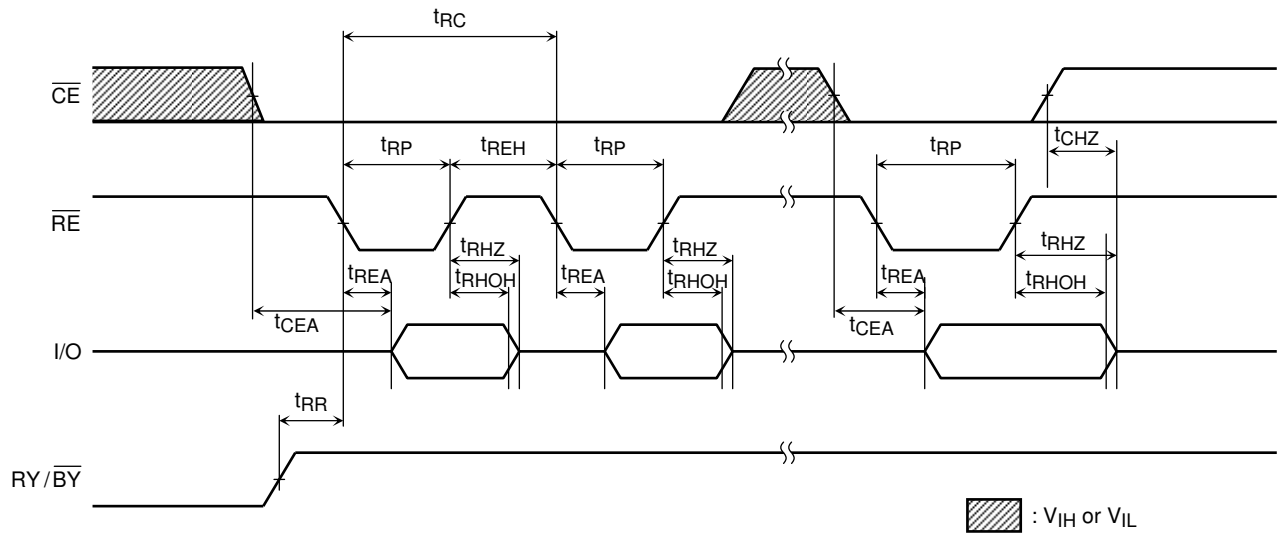 tRC
CE
tCHZ
tRP tREH tRP tRP
RE
tRHZ tRHZ tRHZ
tREA tRHOH tREA tRHOH tREA tRHOH
tCEA tCEA
I/O
tRR
RY/BY
: VIH or VIL